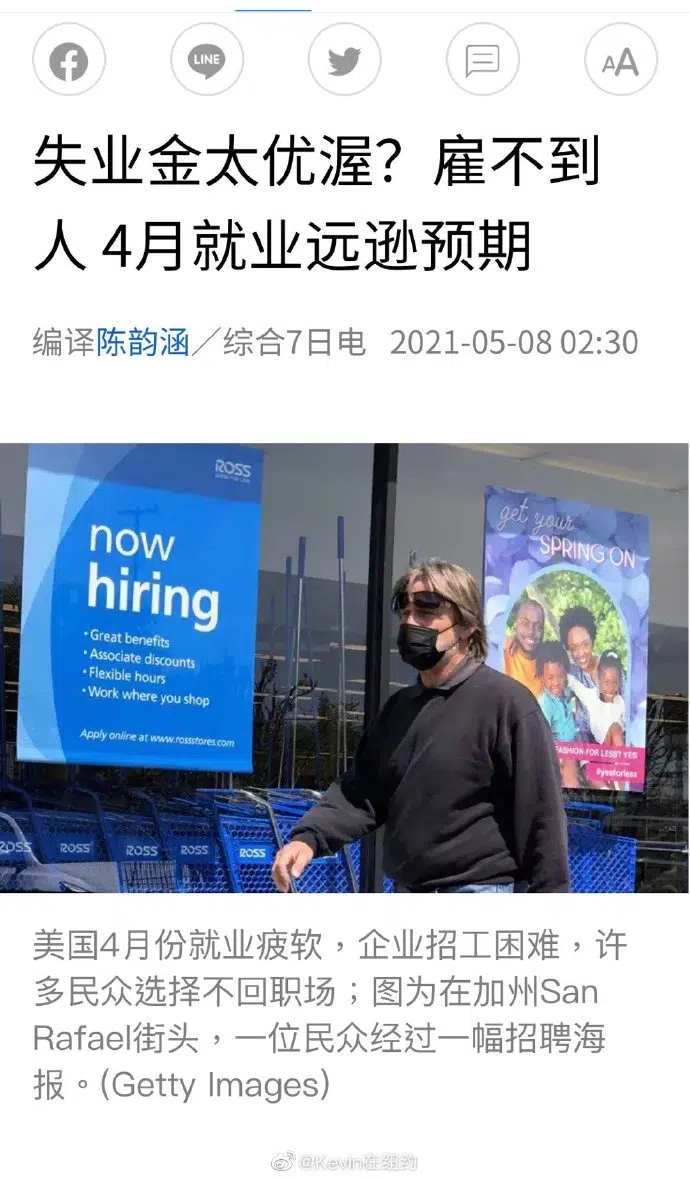 LINE
AA
失业金太优渥？雇不到
人 4月就业远逊预期
编译陈韵涵／综合7日电 2021-05-08 02:30
ROSS
DRESS FOR LESS
now
hiring
•Great benefits
•Associate discounts
•Flexible hours
•Work where you shop
Apply online at www.rossstores.com
get your
SPRING ON
FASHION FOR LESS? YES
#yesforless
ROSS
ROSS
ROSS
ROSS
ROSS
美国4月份就业疲软，企业招工困难，许
多民众选择不回职场；图为在加州San
Rafael街头，一位民众经过一幅招聘海
报。(Getty Images)
@Kevin在纽约